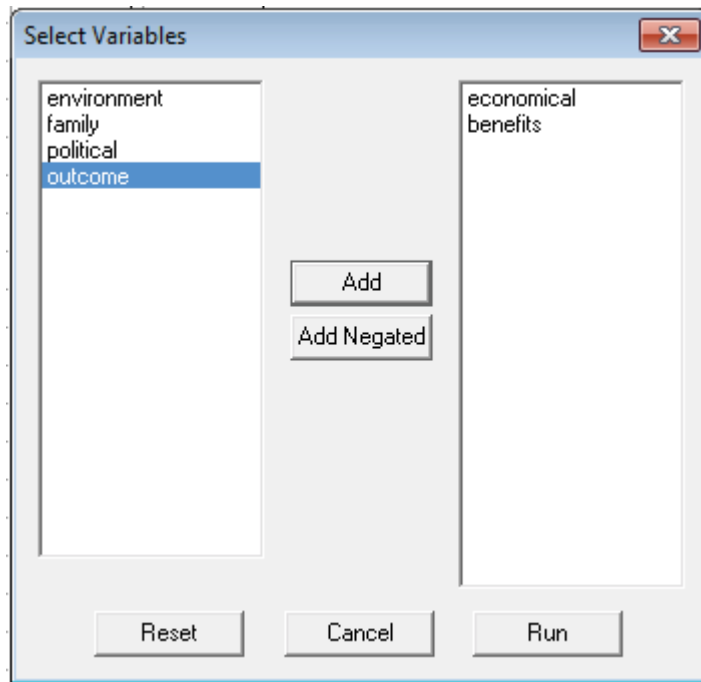 Select Variables
environment
family
political
outcome
economical
benefits
Add
Add Negated
Reset
Cancel
Run